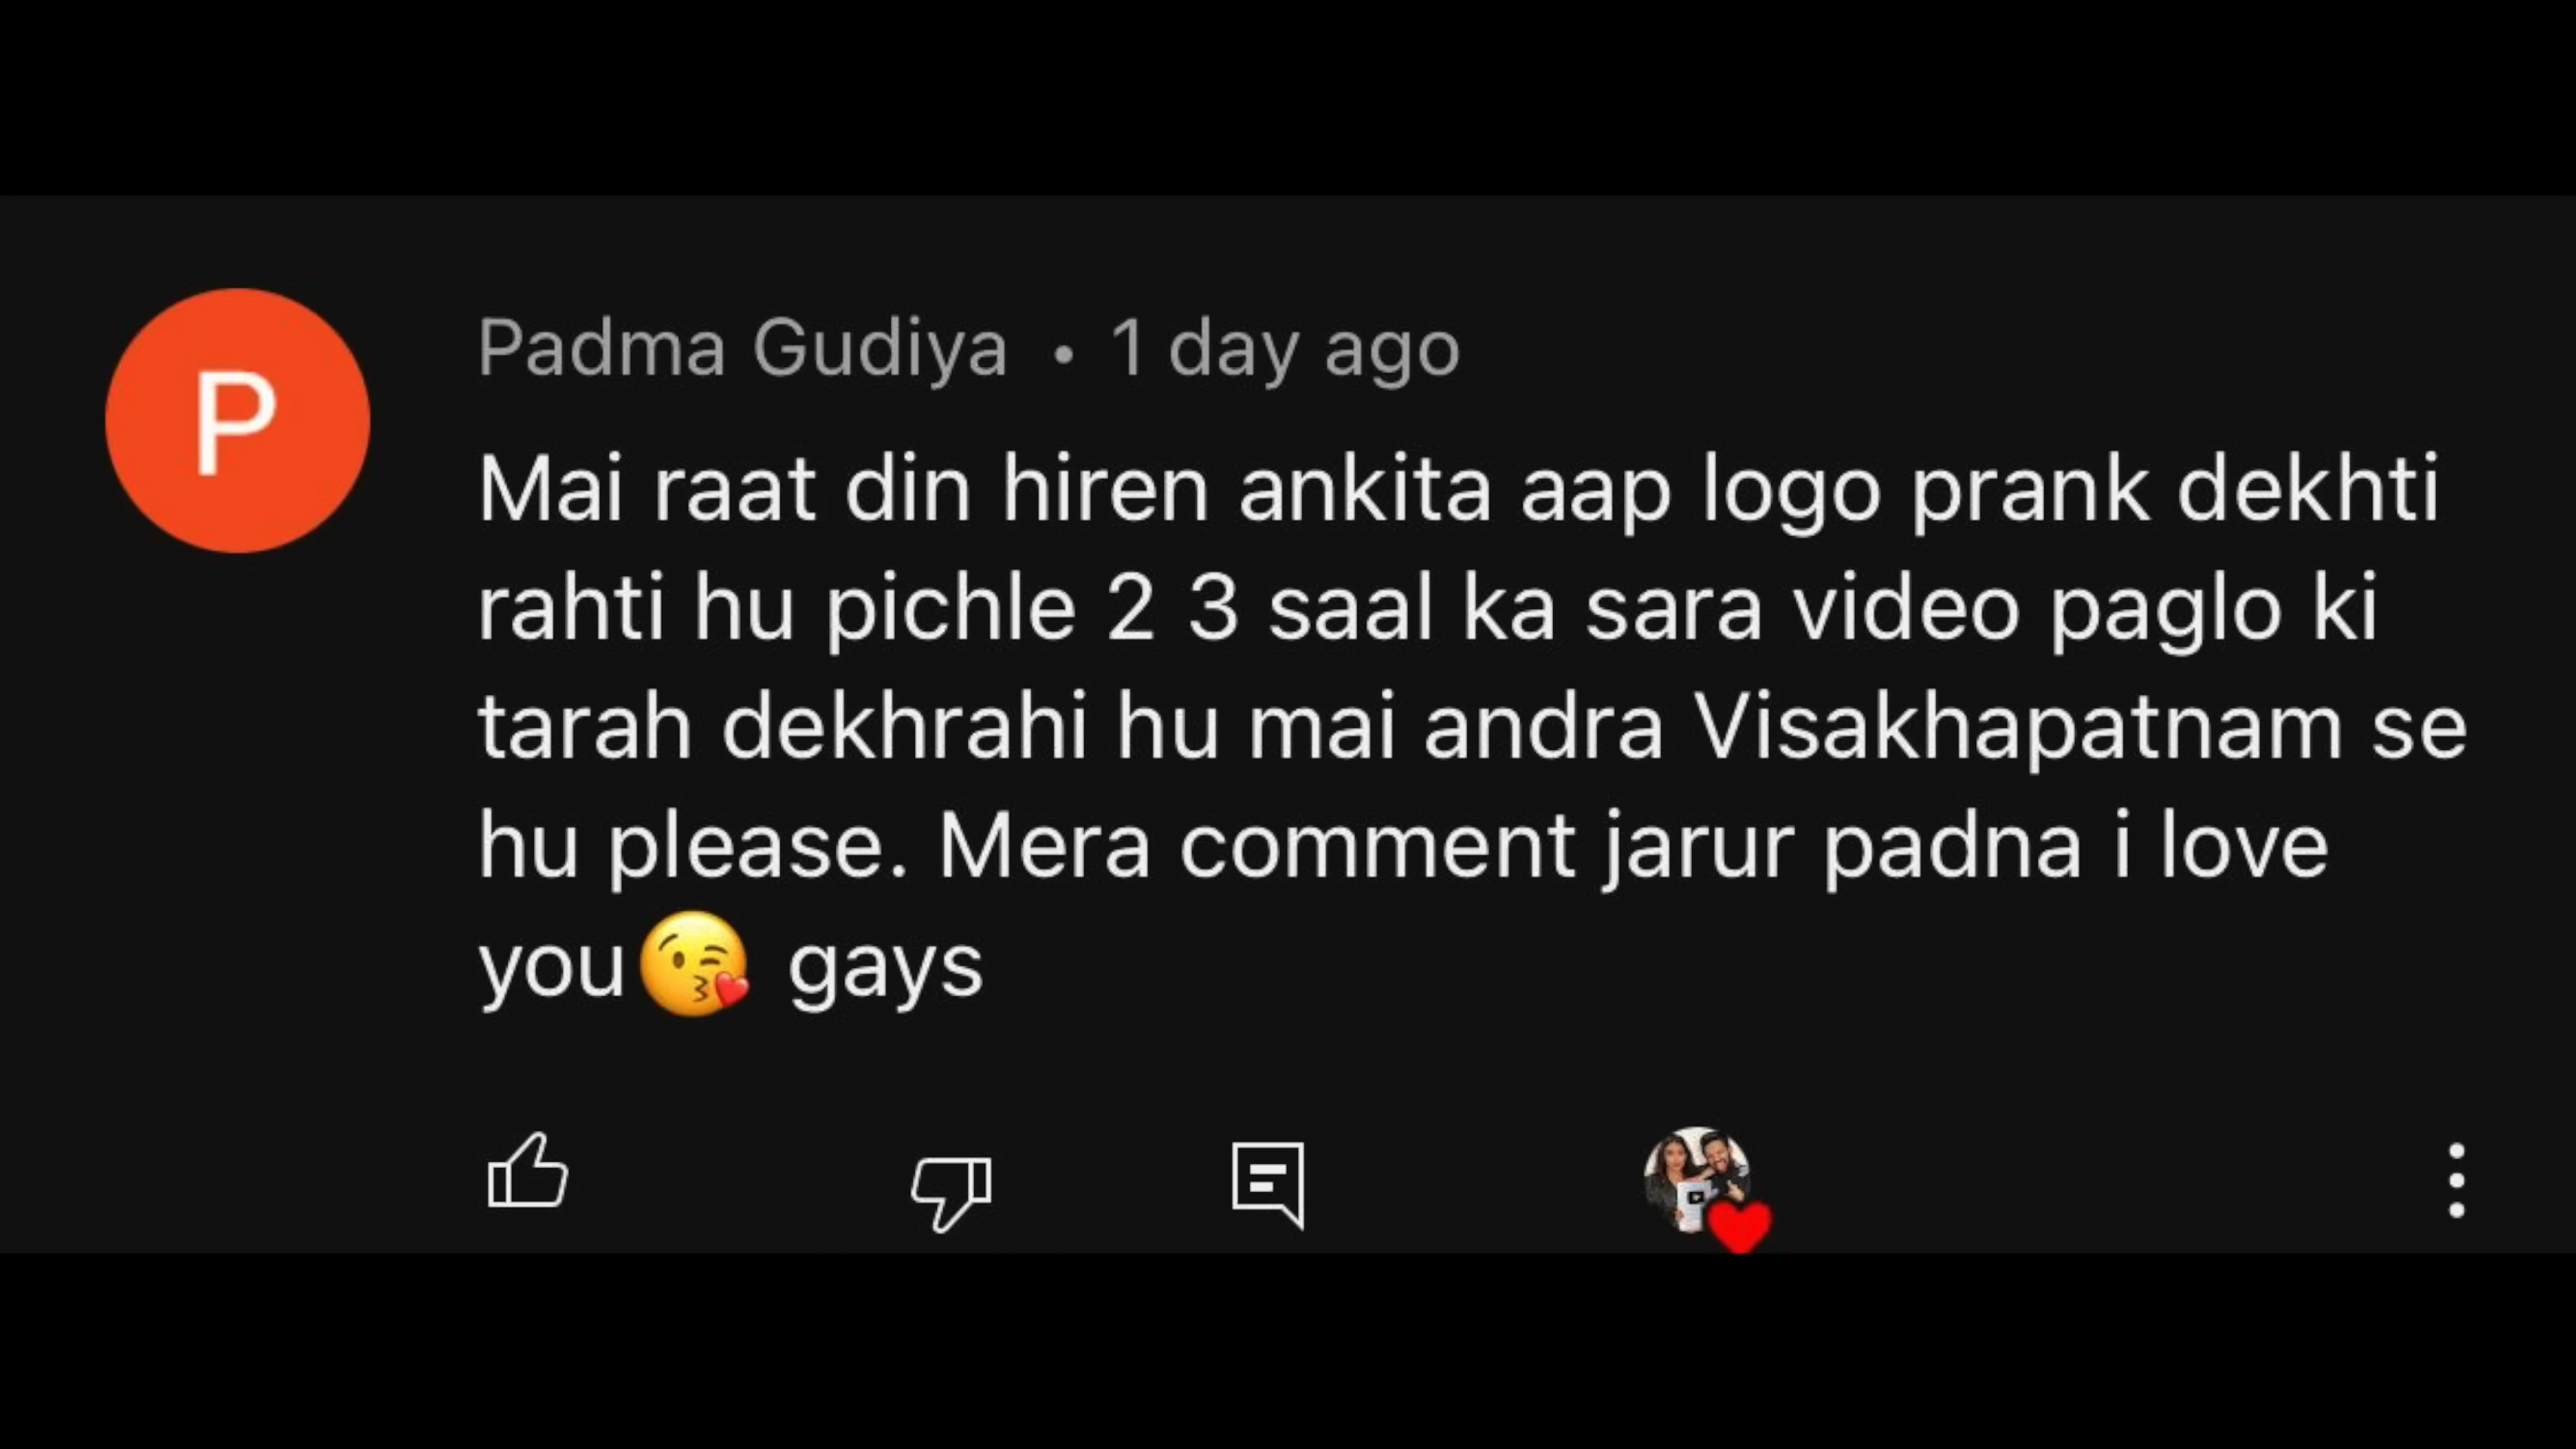 P
Padma Gudiya • 1 day ago
Mai raat din hiren ankita aap logo prank dekhti
rahti hu pichle 2 3 saal ka sara video paglo ki
tarah dekhrahi hu mai andra Visakhapatnam se
hu please. Mera comment jarur padna i love
you😘 gays